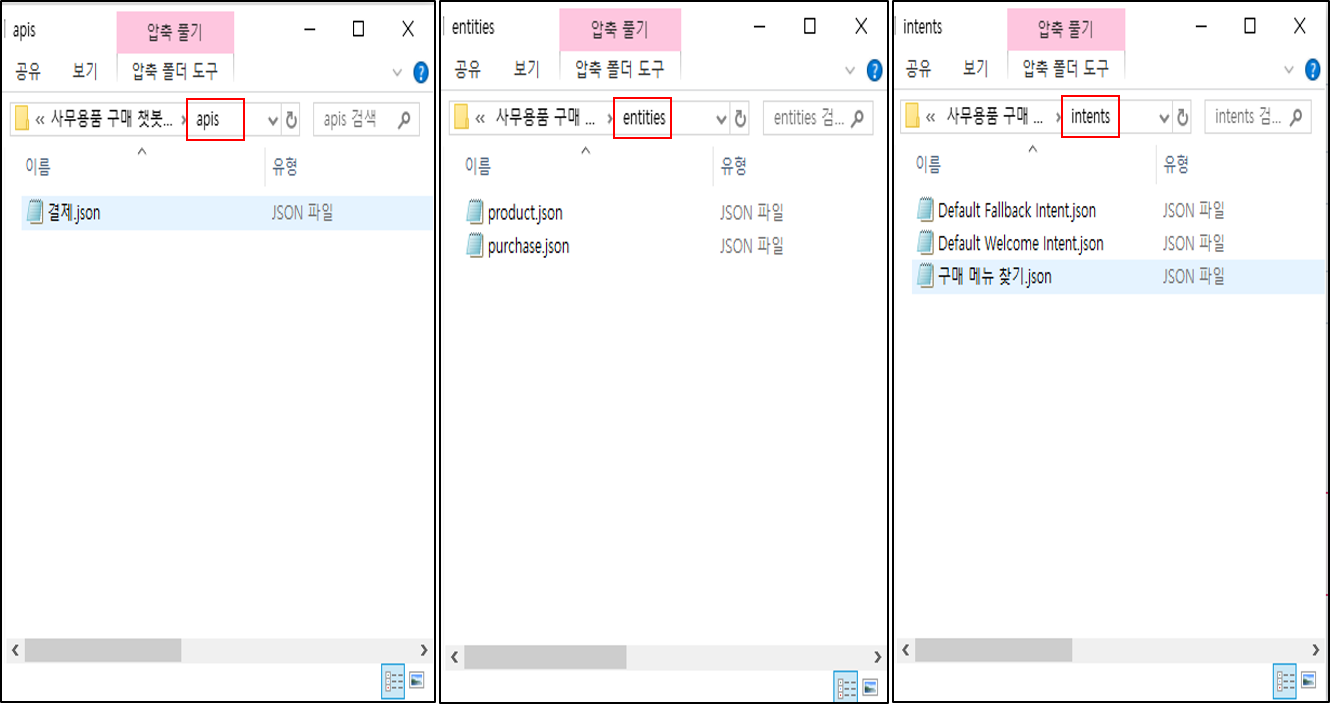 apis
압축 풀기
공유
보기
압축 폴더 도구
« 사무용품 구매 챗봇... › apis
apis 검색
이름
유형
결제.json
JSON 파일
entities
압축 풀기
공유
보기
압축 폴더 도구
« 사무용품 구매 ... › entities
entities 검...
이름
유형
product.json
JSON 파일
purchase.json
JSON 파일
intents
압축 풀기
공유
보기
압축 폴더 도구
« 사무용품 구매 ... › intents
intents 검...
이름
유형
Default Fallback Intent.json
JSON 파일
Default Welcome Intent.json
JSON 파일
구매 메뉴 찾기.json
JSON 파일